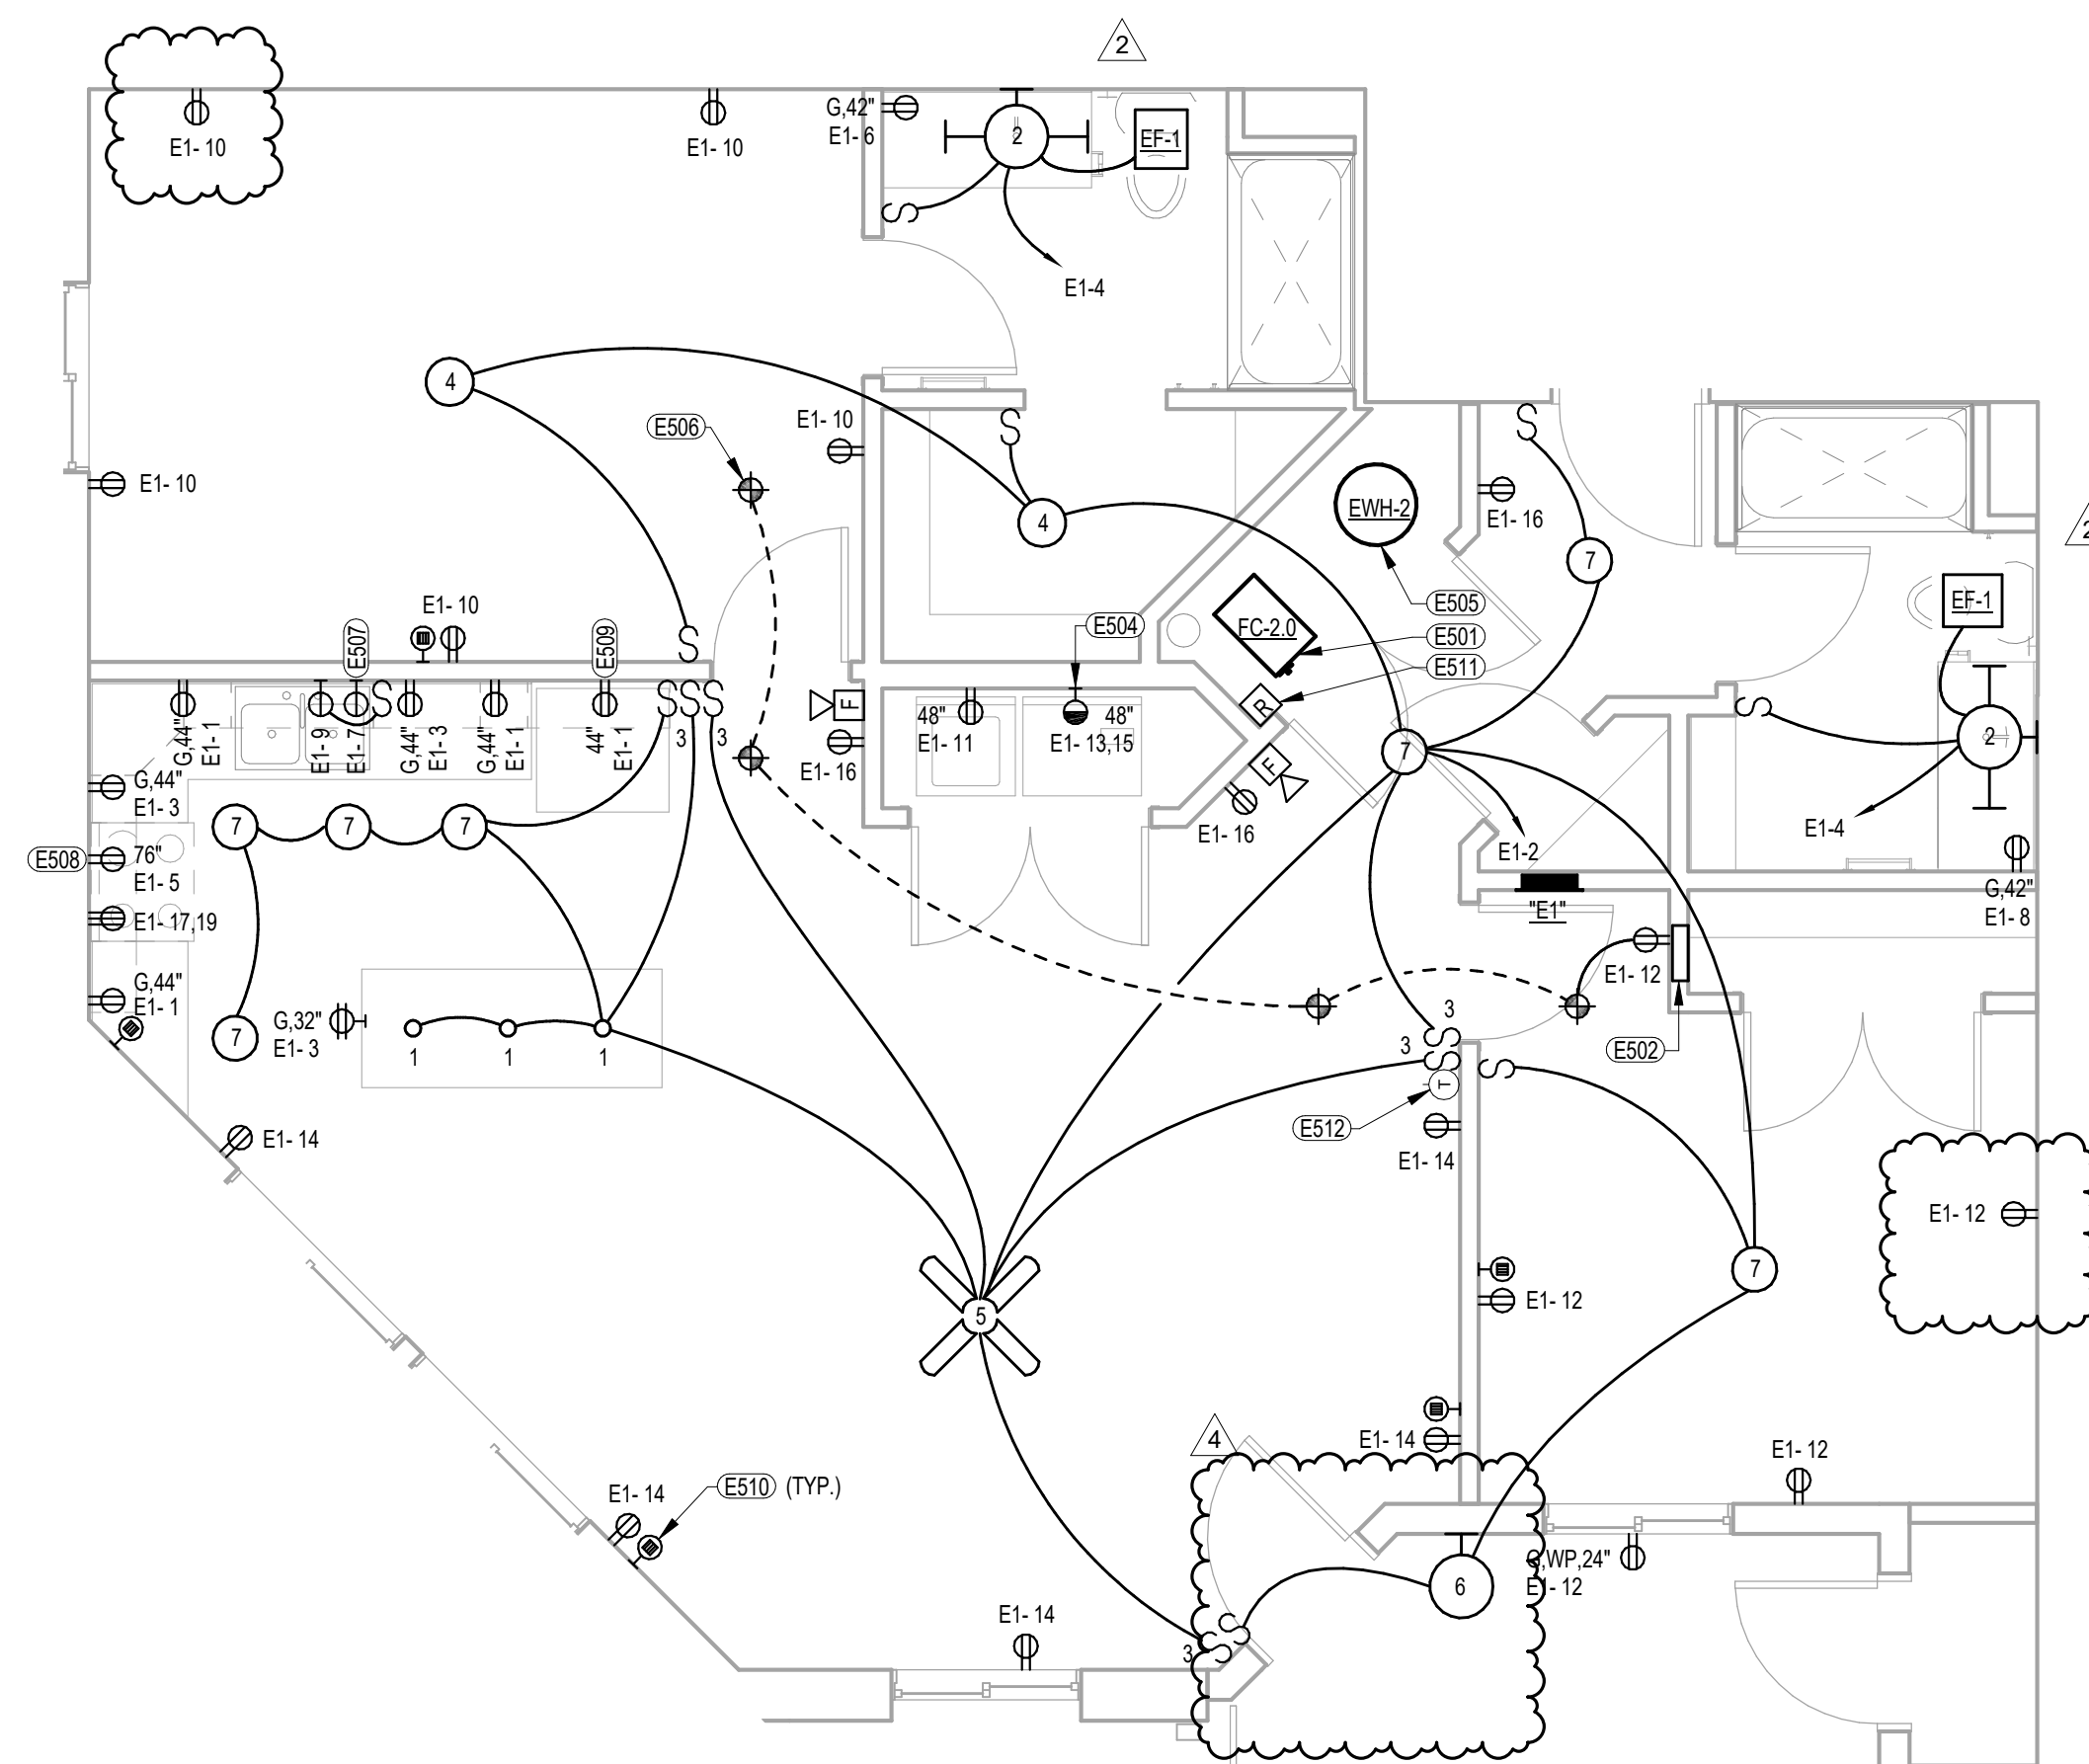 2
E1- 10
E1- 10
G,42"
E1- 6
2
EF-1
E1-4
4
E506
E1- 10
E1- 10
4
EWH-2
E1- 16
7
2
E505
EF-1
FC-2.0
E501
E504
E511
E1- 10
E507
E509
G,44"
E1- 1
E1- 9
E1- 7
G,44"
E1- 3
G,44"
E1- 1
44"
E1- 1
3
3
F
R
48"
E1- 11
48"
E1- 13,15
E1- 16
F
7
2
G,44"
E1- 3
7
7
7
E1- 16
E1-2
E1-4
E508
76"
E1- 5
E1- 17,19
"E1"
G,42"
E1- 8
E1- 12
G,44"
E1- 1
7
G,32"
E1- 3
1
1
1
3
3
E502
T
E512
E1- 14
E1- 14
E1- 12
7
E1- 12
5
4
E1- 14
E1- 12
E510 (TYP.)
E1- 14
G,WP,24"
E1- 12
6
E1- 14
3